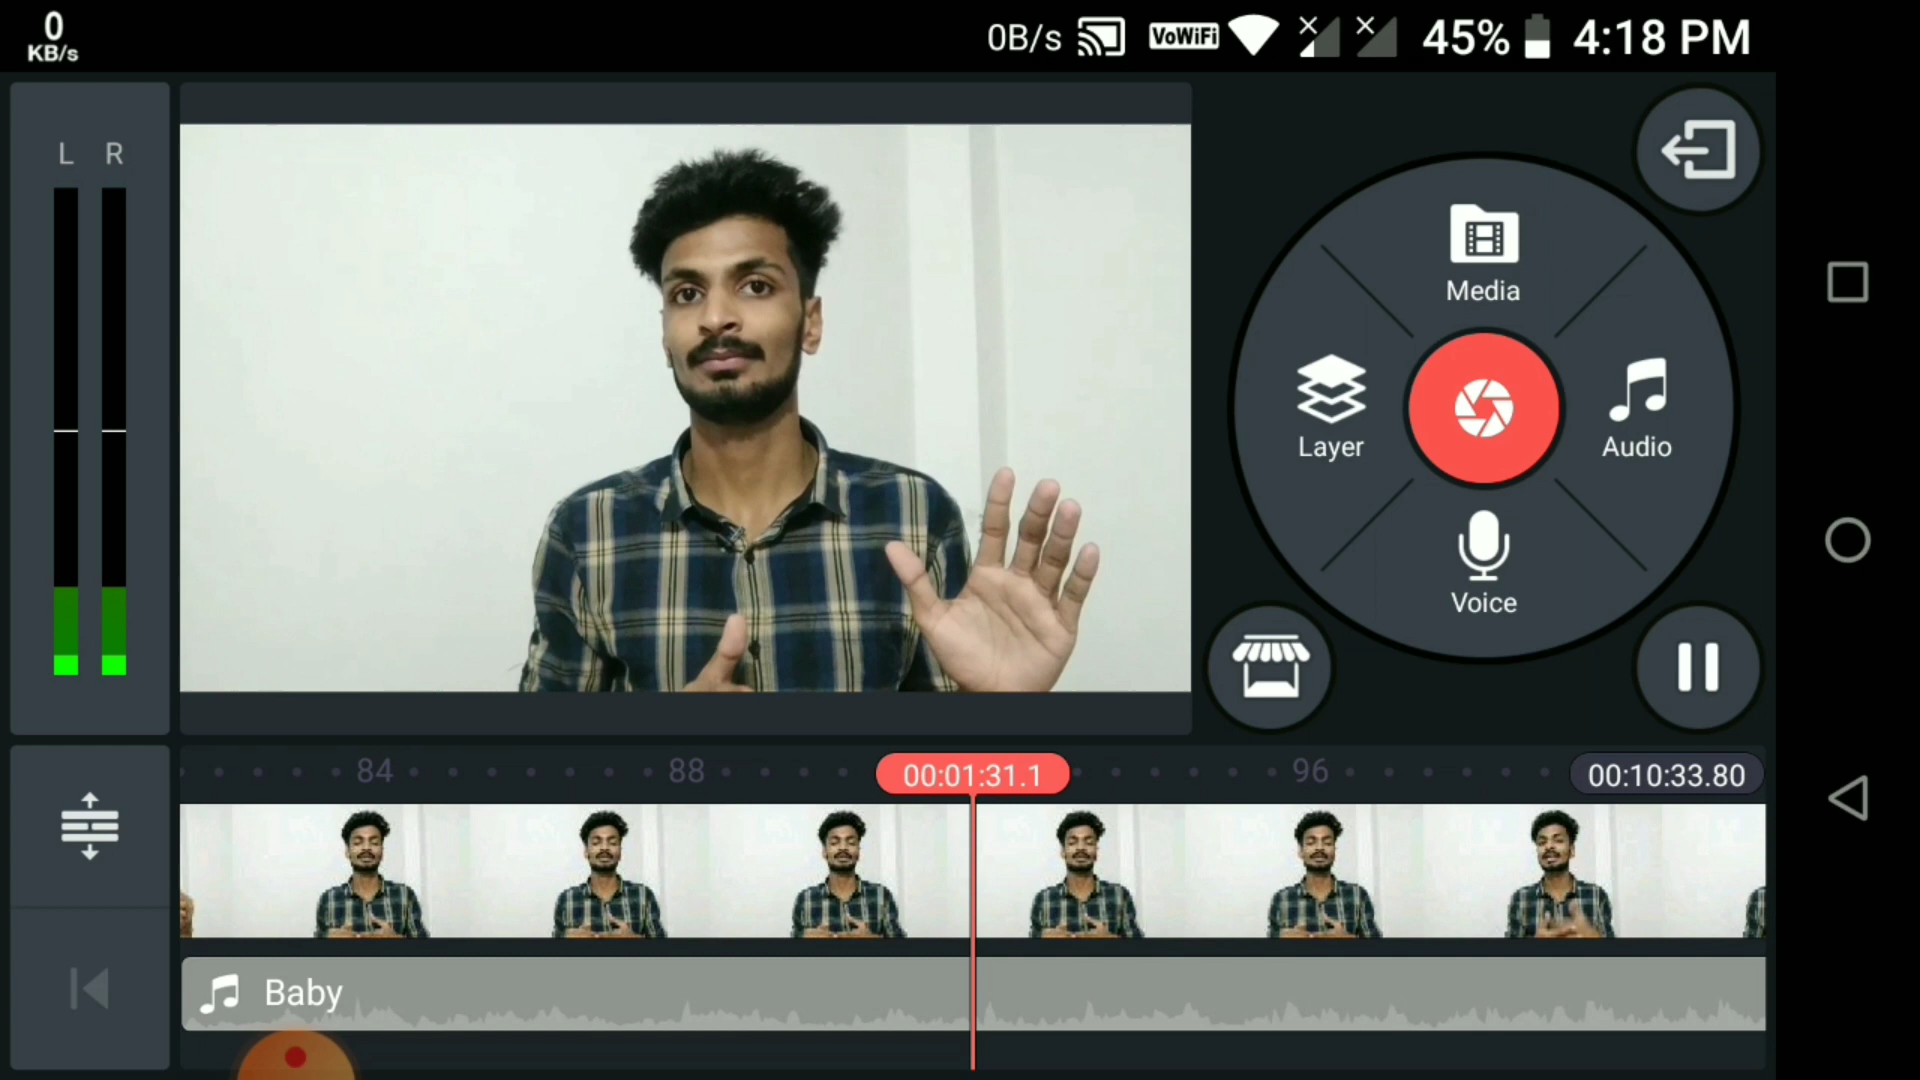 0
KB/s
0B/s VoWiFi 45% 4:18 PM
L R
Media
Layer
Audio
Voice
84 88 00:01:31.1 96 00:10:33.80
Baby